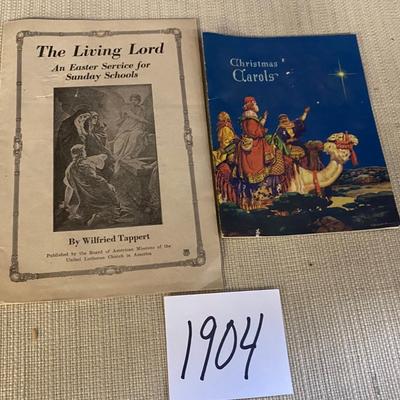 The Living Lord
An Easter Service for
Sunday Schools
By Wilfried Tappert
Published by the Board of American Missions of the
United Lutheran Church in America
Christmas
Carols
1904